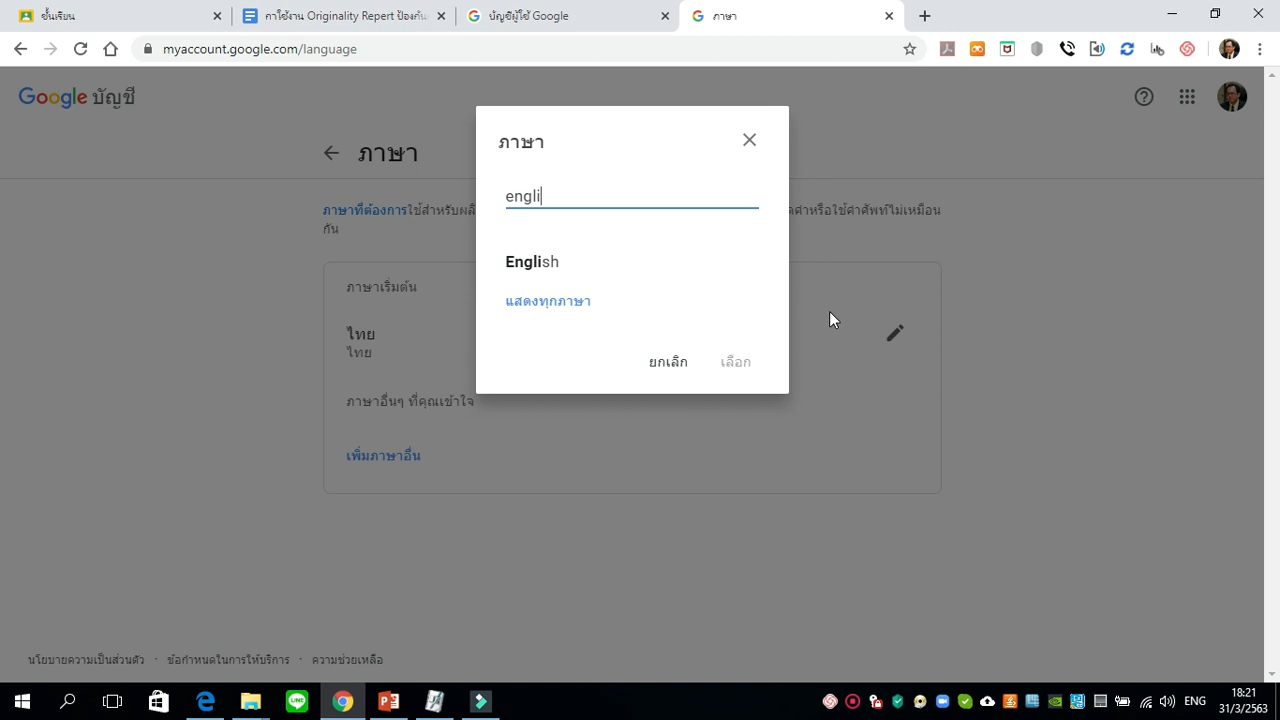 ชั้นเรียน
การใช้งาน Originality Report ป้องกัน
บัญชีผู้ใช้ Google
ภาษา
myaccount.google.com/language
Google บัญชี
ภาษา
ภาษา
engli
ภาษาที่ต้องการใช้สำหรับผลิ
คำหรือใช้คำศัพท์ไม่เหมือน
กัน
English
ภาษาเริ่มต้น
แสดงทุกภาษา
ไทย
ไทย
ยกเลิก
เลือก
ภาษาอื่นๆ ที่คุณเข้าใจ
เพิ่มภาษาอื่น
นโยบายความเป็นส่วนตัว · ข้อกำหนดในการให้บริการ · ความช่วยเหลือ
ENG
18:21
31/3/2563